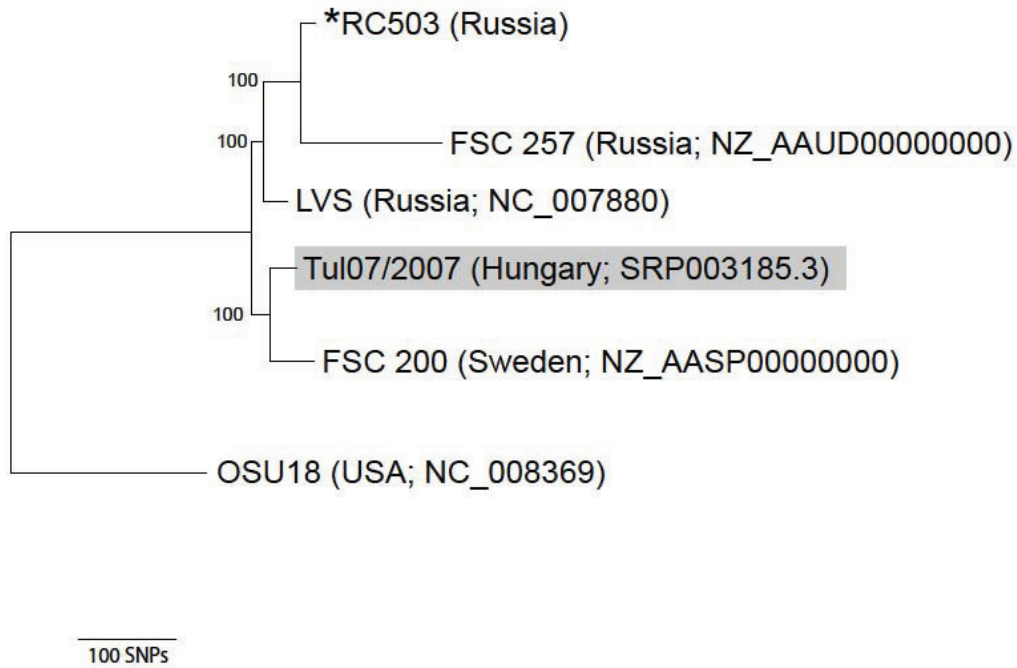 *RC503 (Russia)
100
100
FSC 257 (Russia; NZ_AAUD00000000)
LVS (Russia; NC_007880)
Tul07/2007 (Hungary; SRP003185.3)
100
FSC 200 (Sweden; NZ_AASP00000000)
OSU18 (USA; NC_008369)
100 SNPs